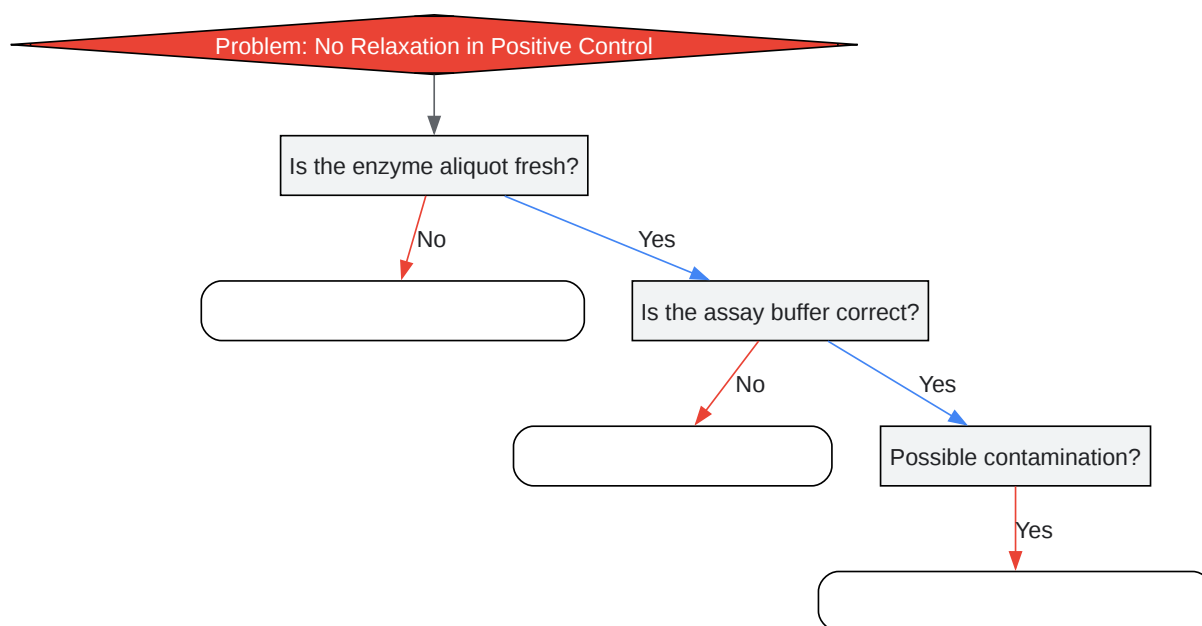 Problem: No Relaxation in Positive Control
Is the enzyme aliquot fresh?
No
Yes
Is the assay buffer correct?
No
Yes
Possible contamination?
Yes